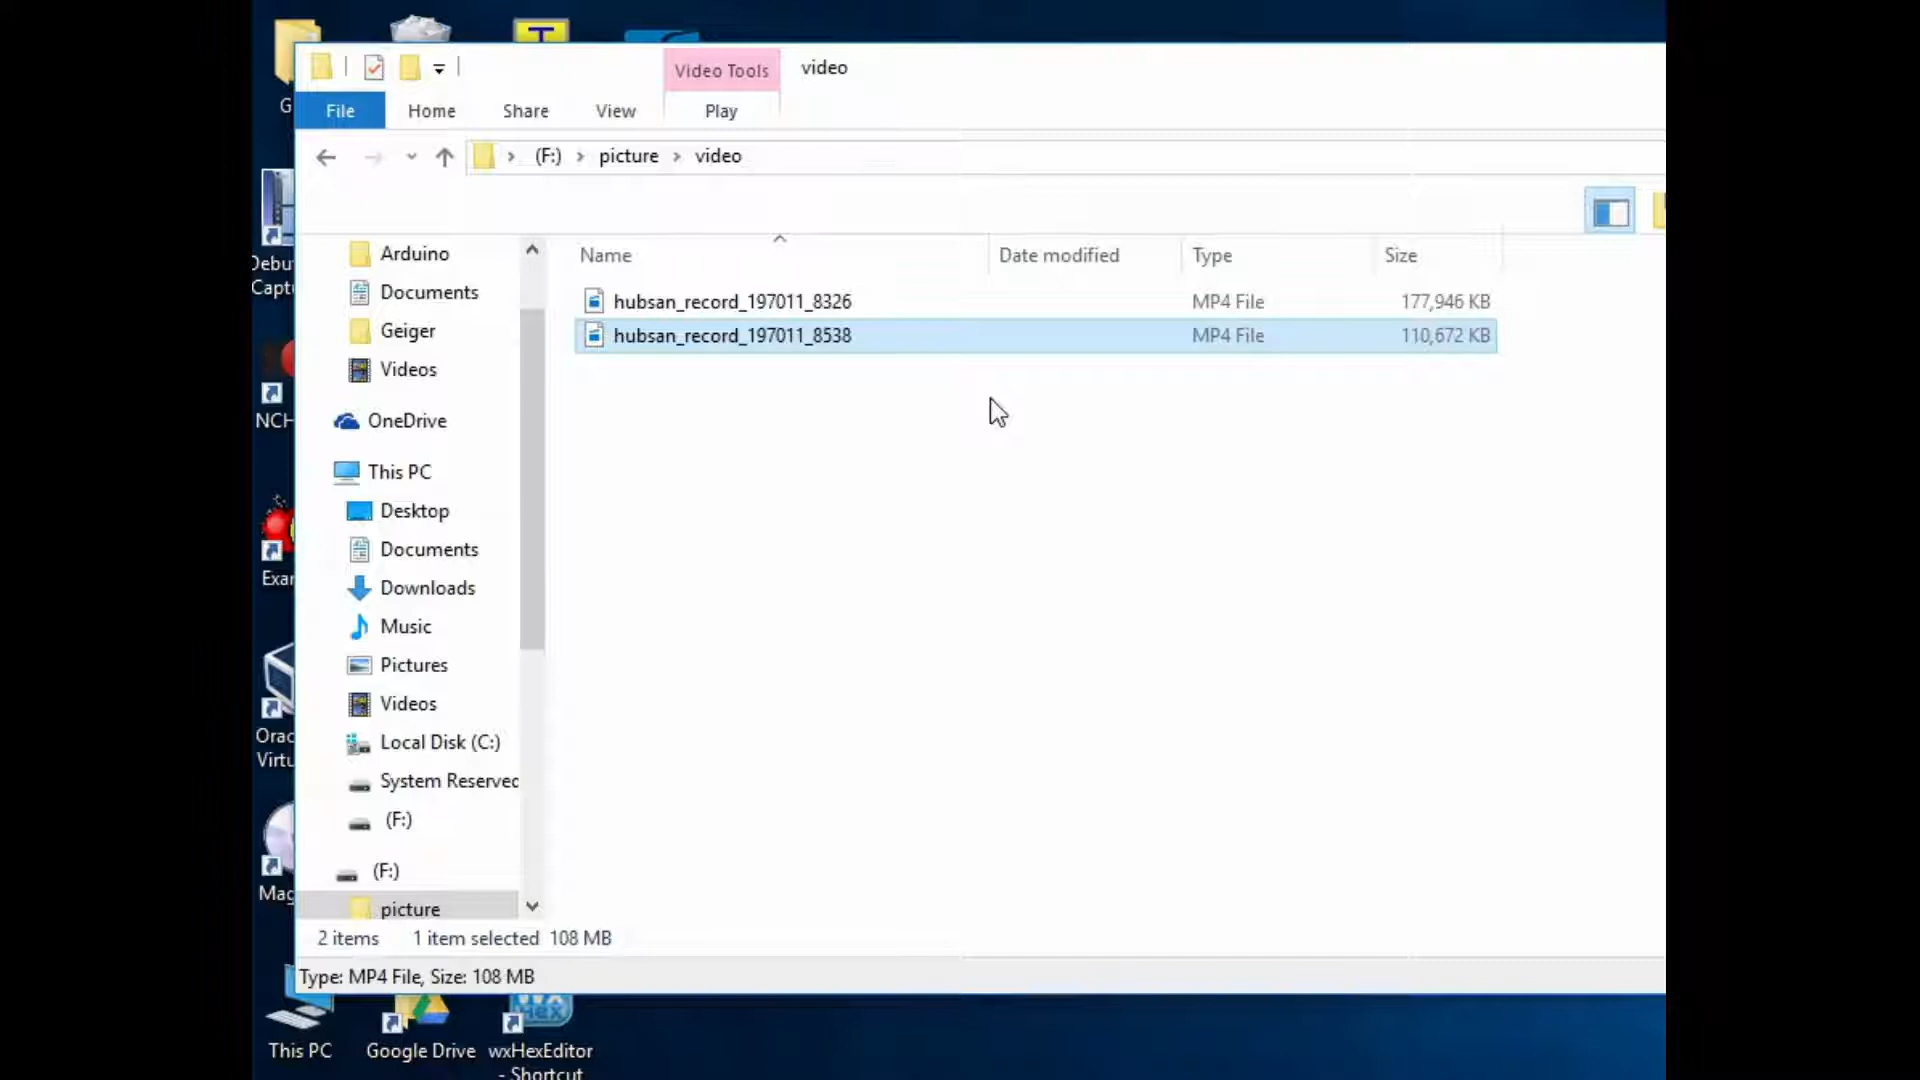 T
Video Tools
video
File
Home
Share
View
Play
(F:)
picture
video
Name
Date modified
Type
Size
hubsan_record_197011_8326
MP4 File
177,946 KB
hubsan_record_197011_8538
MP4 File
110,672 KB
Arduino
Documents
Geiger
Videos
OneDrive
This PC
Desktop
Documents
Downloads
Music
Pictures
Videos
Local Disk (C:)
System Reserved
(F:)
(F:)
picture
2 items
1 item selected 108 MB
Type: MP4 File, Size: 108 MB
G
Debu
Capt
NCH
Exar
Orac
Virtu
Mag
This PC
Google Drive
wxHexEditor
- Shortcut